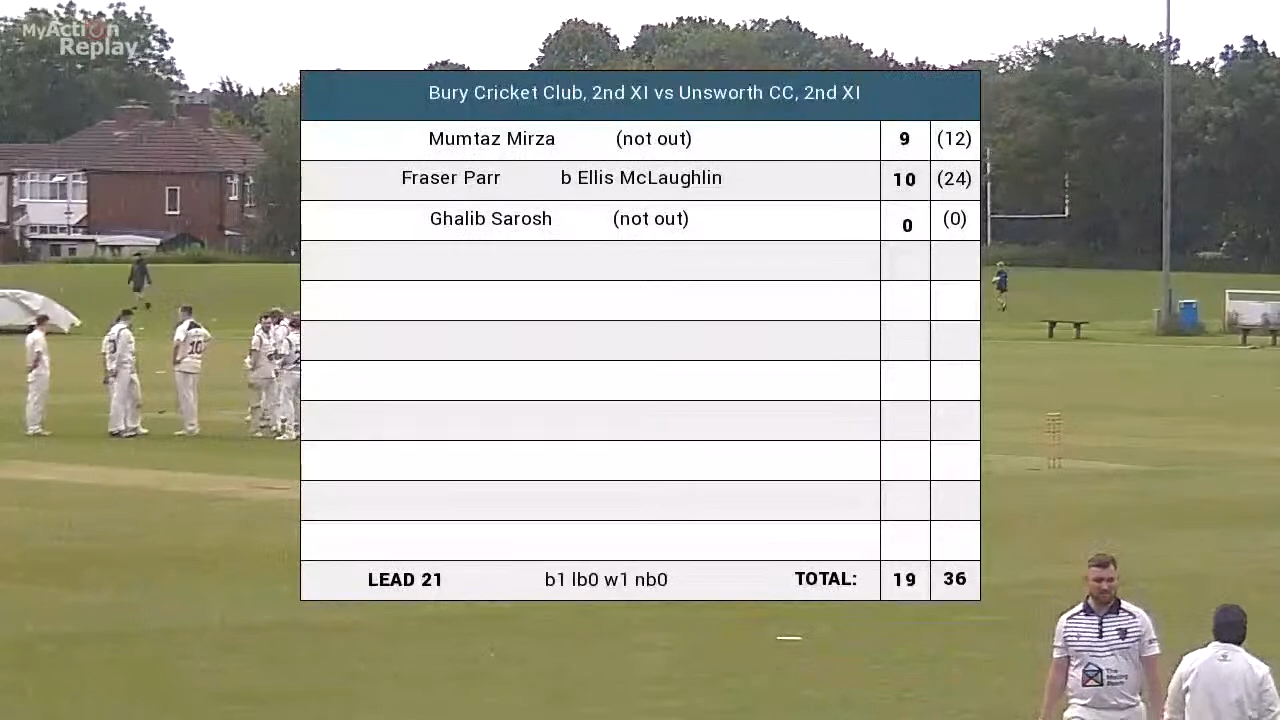 MyAction
Replay
Bury Cricket Club, 2nd XI vs Unsworth CC, 2nd XI
Mumtaz Mirza (not out) 9 (12)
Fraser Parr b Ellis McLaughlin 10 (24)
Ghalib Sarosh (not out) 0 (0)
LEAD 21 b1 lb0 w1 nb0 TOTAL: 19 36
10
The